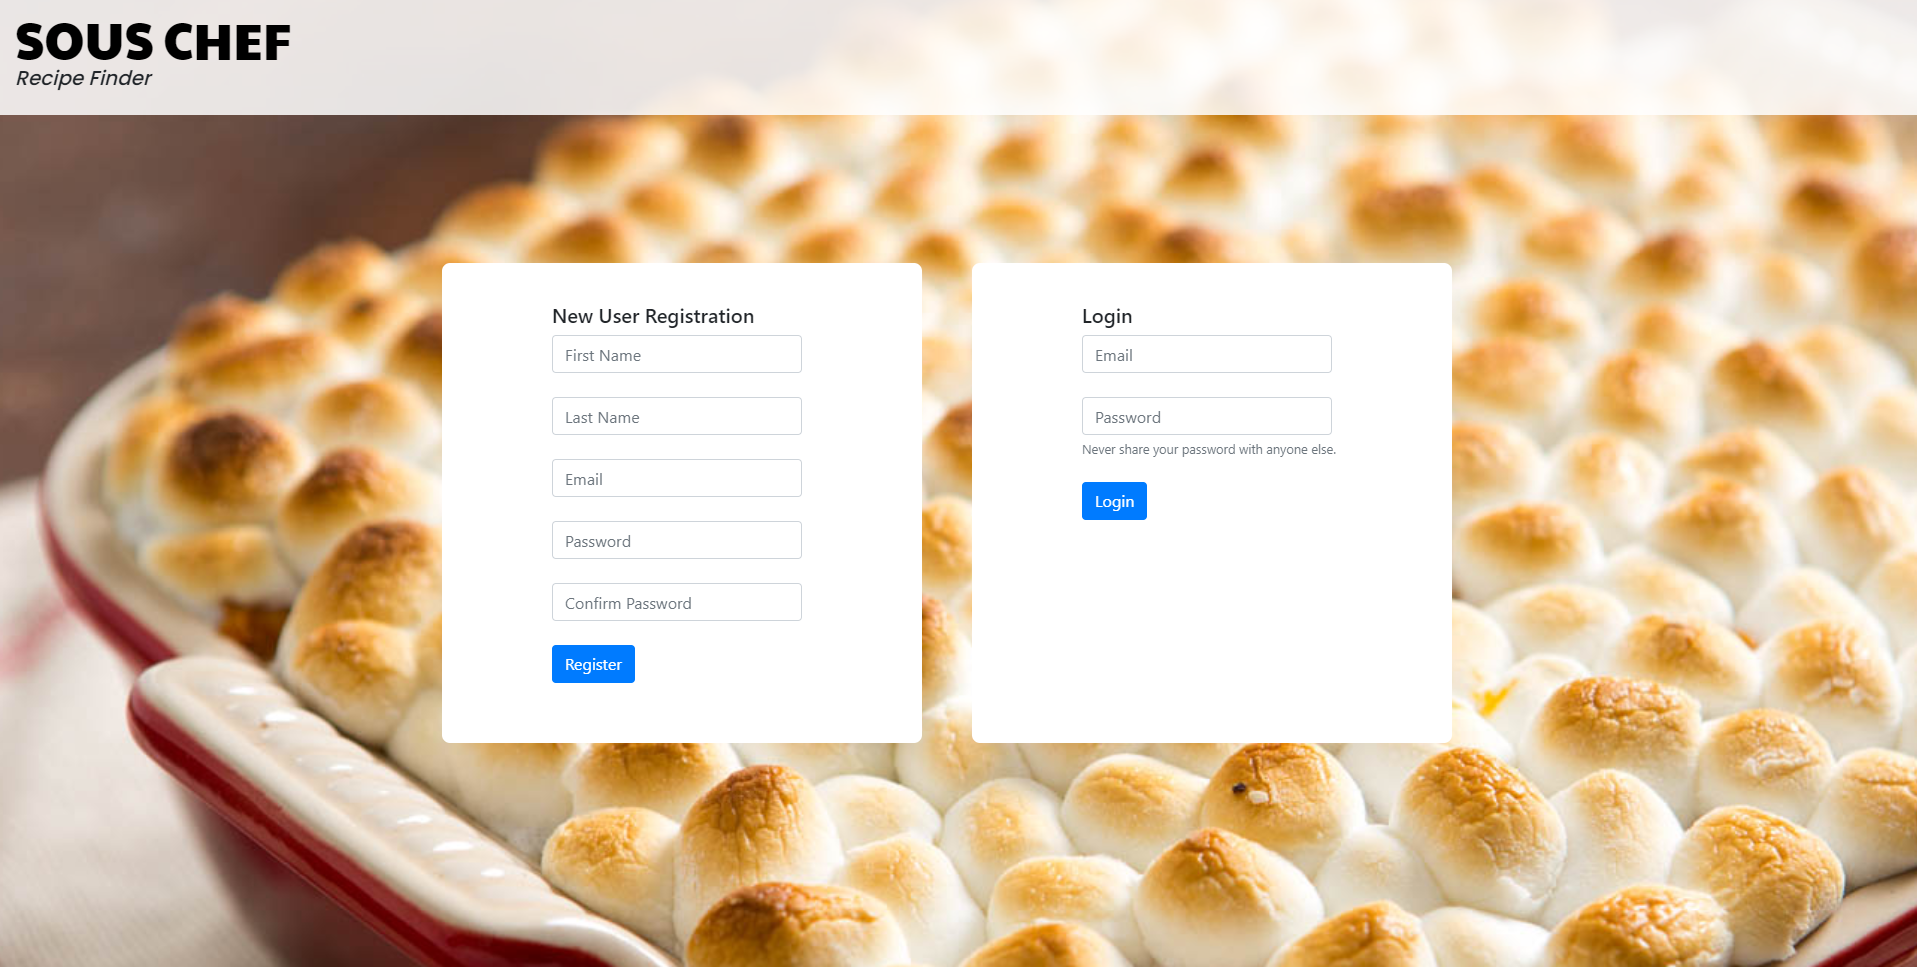 SOUS CHEF
Recipe Finder
New User Registration
First Name
Last Name
Email
Password
Confirm Password
Register
Login
Email
Password
Never share your password with anyone else.
Login